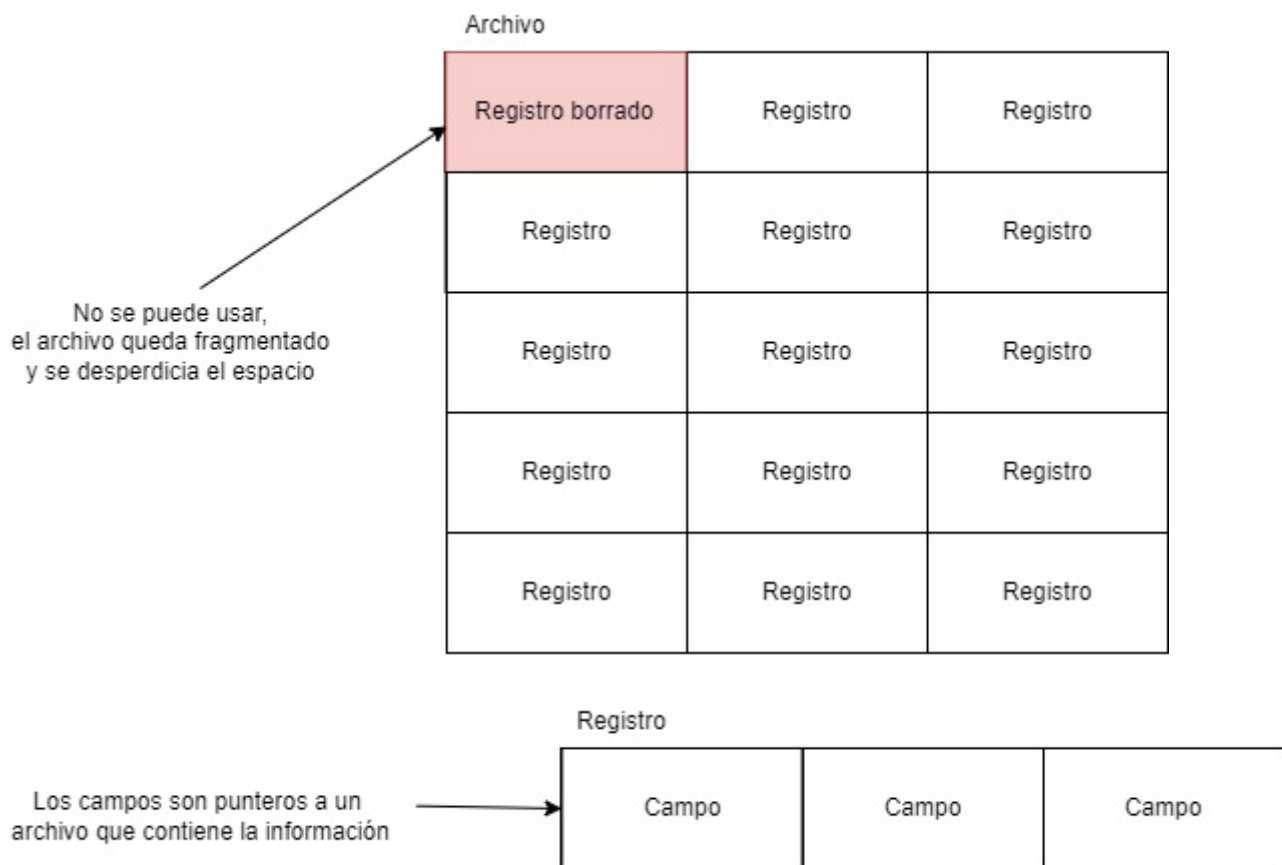 Archivo
Registro borrado
Registro
Registro
Registro
Registro
Registro
No se puede usar,
el archivo queda fragmentado
y se desperdicia el espacio
Registro
Registro
Registro
Registro
Registro
Registro
Registro
Registro
Registro
Registro
Los campos son punteros a un
archivo que contiene la información
Campo
Campo
Campo